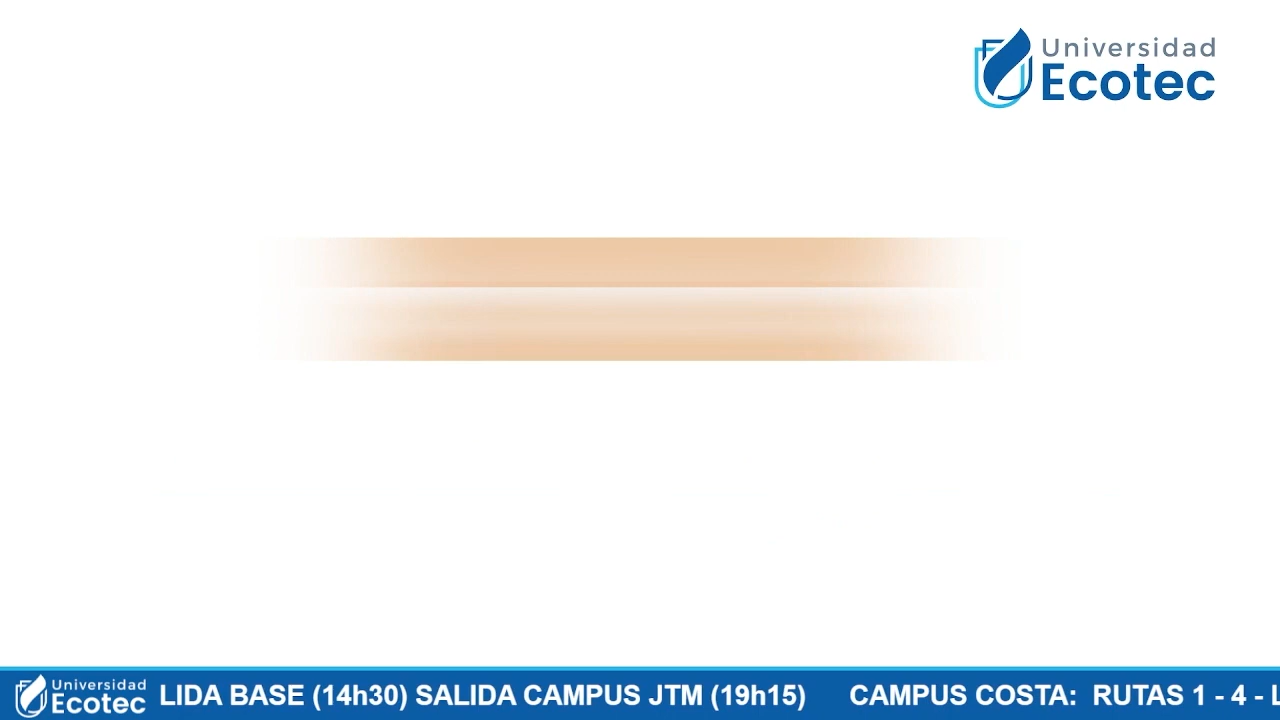 Universidad
Ecotec
Universidad
Ecotec
LIDA BASE (14h30) SALIDA CAMPUS JTM (19h15) CAMPUS COSTA: RUTAS 1 - 4 -